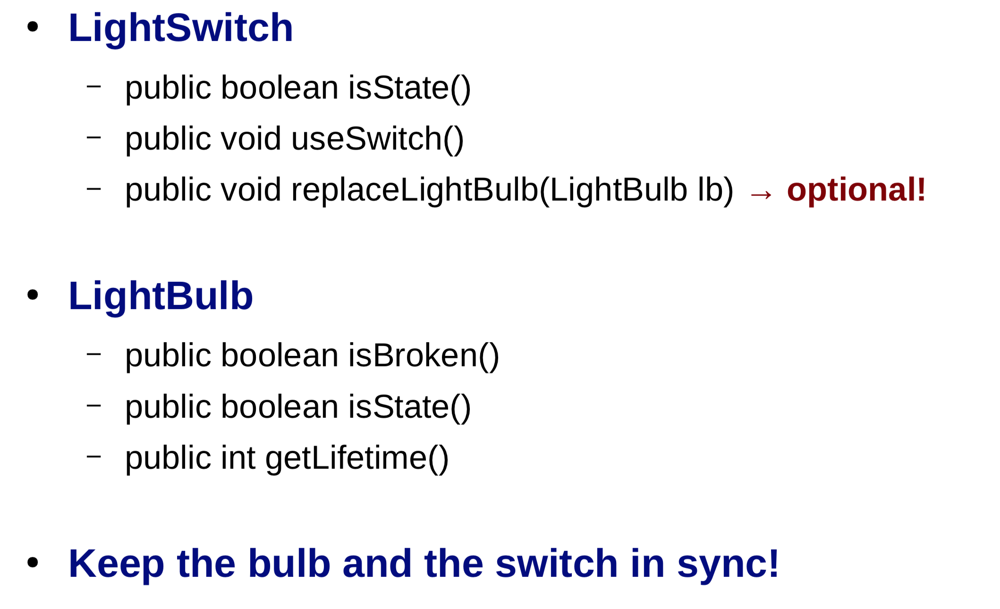 • LightSwitch
– public boolean isState()
– public void useSwitch()
– public void replaceLightBulb(LightBulb lb) → optional!
• LightBulb
– public boolean isBroken()
– public boolean isState()
– public int getLifetime()
• Keep the bulb and the switch in sync!